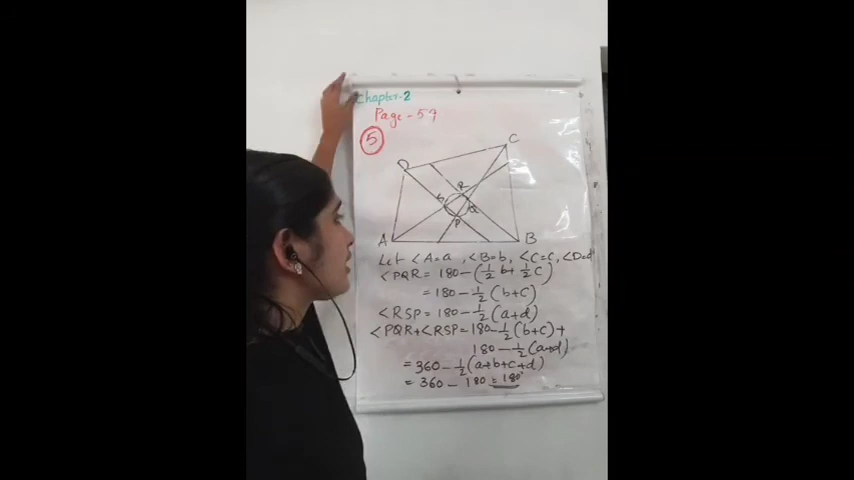 Chapter-2
Page-57
5
C
D
R
S
Q
P
A
B
Let <A=a, <B=b, <C=c, <D=d
<PQR = 180-(1/2 b+ 1/2 c)
= 180-1/2(b+c)
<RSP = 180-1/2(a+d)
<PQR+<RSP = 180-1/2(b+c)+
180-1/2(a+d)
= 360-1/2(a+b+c+d)
= 360-180 = 180°